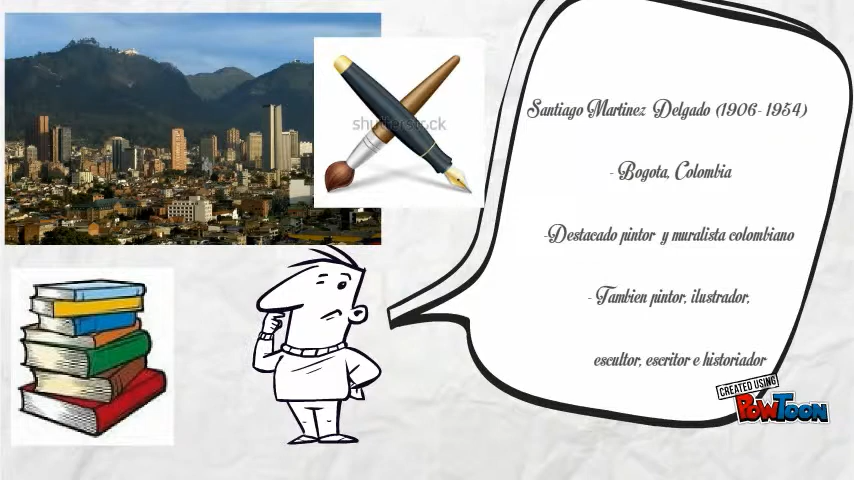 shutterstock
Santiago Martinez Delgado (1906- 1954)
- Bogota, Colombia
-Destacado pintor y muralista colombiano
- Tambien pintor, ilustrador,
escultor, escritor e historiador
CREATED USING
POWTOON